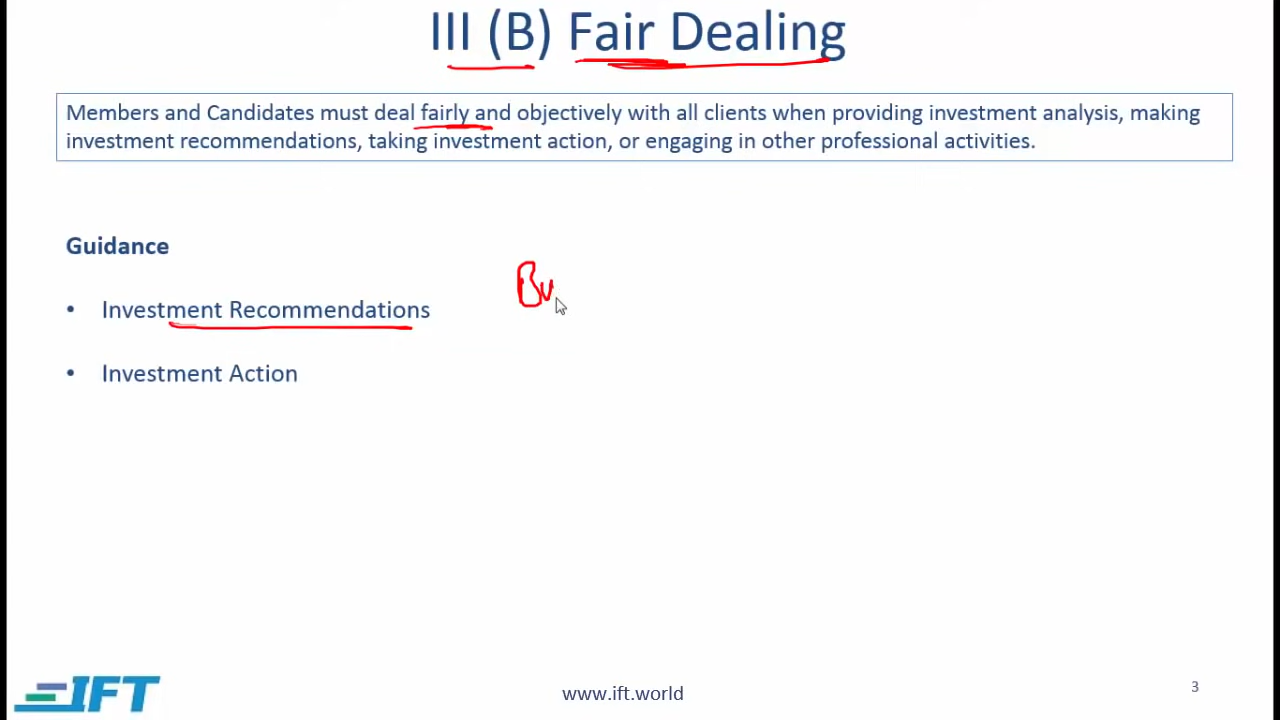 III (B) Fair Dealing
Members and Candidates must deal fairly and objectively with all clients when providing investment analysis, making
investment recommendations, taking investment action, or engaging in other professional activities.
Guidance
• Investment Recommendations
Bu
• Investment Action
IFT
www.ift.world
3